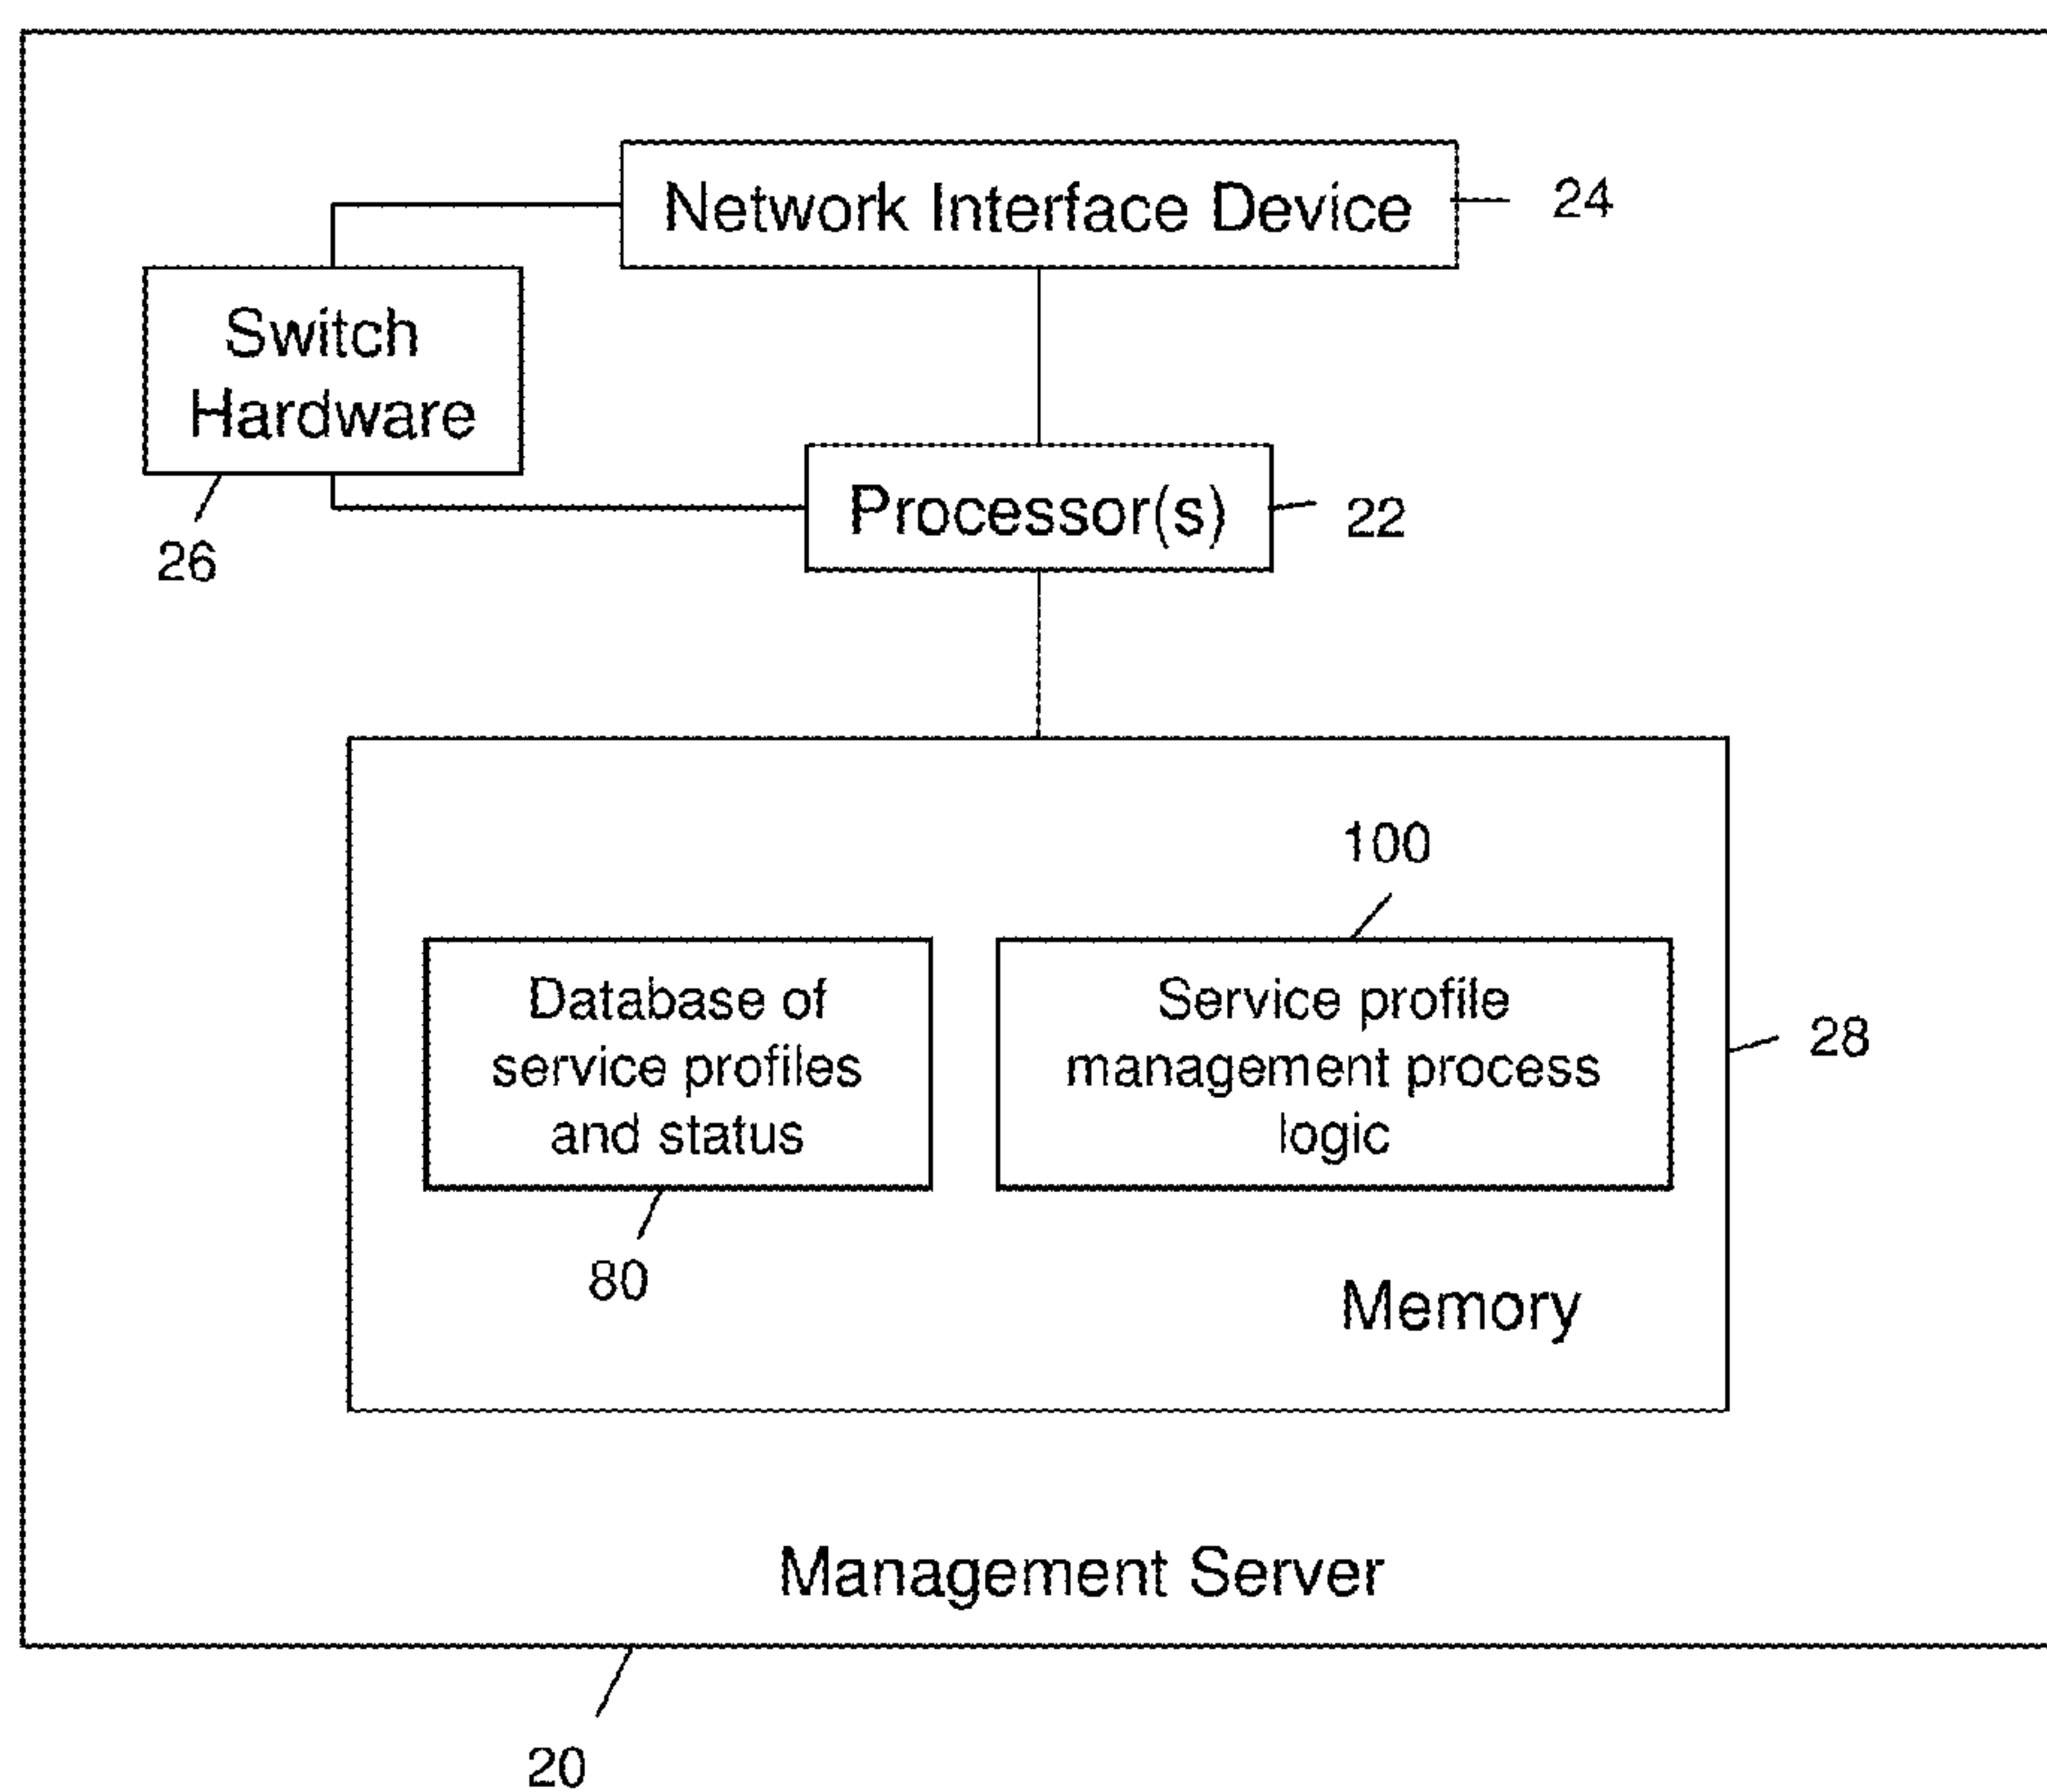 Network Interface Device
24
Switch
Hardware
26
Processor(s)
22
100
Database of
service profiles
and status
80
Service profile
management process
logic
28
Memory
Management Server
20